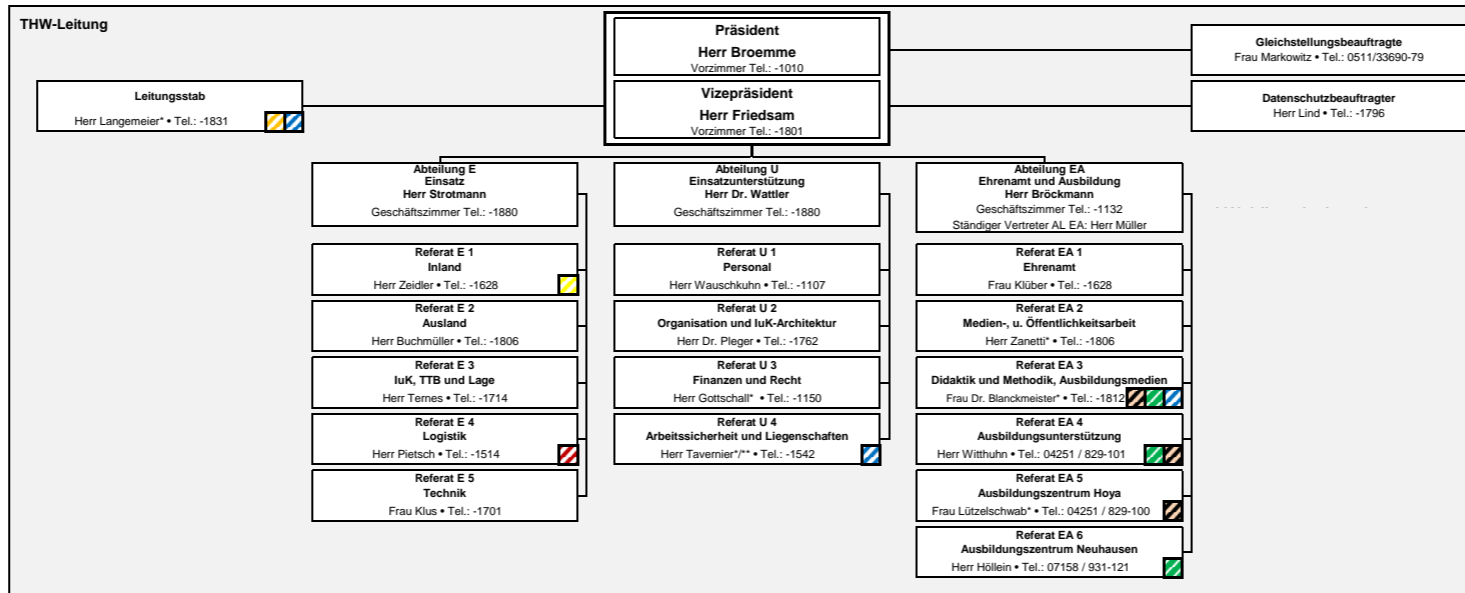 THW-Leitung
Präsident
Herr Broemme
Vorzimmer Tel.: -1010
Vizepräsident
Herr Friedsam
Vorzimmer Tel.: -1801
Gleichstellungsbeauftragte
Frau Markowitz • Tel.: 0511/33690-79
Datenschutzbeauftragter
Herr Lind • Tel.: -1796
Leitungsstab
Herr Langemeier* • Tel.: -1831
Abteilung E
Einsatz
Herr Strotmann
Geschäftszimmer Tel.: -1880
Referat E 1
Inland
Herr Zeidler • Tel.: -1628
Referat E 2
Ausland
Herr Buchmüller • Tel.: -1806
Referat E 3
IuK, TTB und Lage
Herr Ternes • Tel.: -1714
Referat E 4
Logistik
Herr Pietsch • Tel.: -1514
Referat E 5
Technik
Frau Klus • Tel.: -1701
Abteilung U
Einsatzunterstützung
Herr Dr. Wattler
Geschäftszimmer Tel.: -1880
Referat U 1
Personal
Herr Wauschkuhn • Tel.: -1107
Referat U 2
Organisation und IuK-Architektur
Herr Dr. Pleger • Tel.: -1762
Referat U 3
Finanzen und Recht
Herr Gottschall* • Tel.: -1150
Referat U 4
Arbeitssicherheit und Liegenschaften
Herr Tavernier*/** • Tel.: -1542
Abteilung EA
Ehrenamt und Ausbildung
Herr Bröckmann
Geschäftszimmer Tel.: -1132
Ständiger Vertreter AL EA: Herr Müller
Referat EA 1
Ehrenamt
Frau Klüber • Tel.: -1628
Referat EA 2
Medien-, u. Öffentlichkeitsarbeit
Herr Zanetti* • Tel.: -1806
Referat EA 3
Didaktik und Methodik, Ausbildungsmedien
Frau Dr. Blanckmeister* • Tel.: -1812
Referat EA 4
Ausbildungsunterstützung
Herr Witthuhn • Tel.: 04251 / 829-101
Referat EA 5
Ausbildungszentrum Hoya
Frau Lützelschwab* • Tel.: 04251 / 829-100
Referat EA 6
Ausbildungszentrum Neuhausen
Herr Höllein • Tel.: 07158 / 931-121